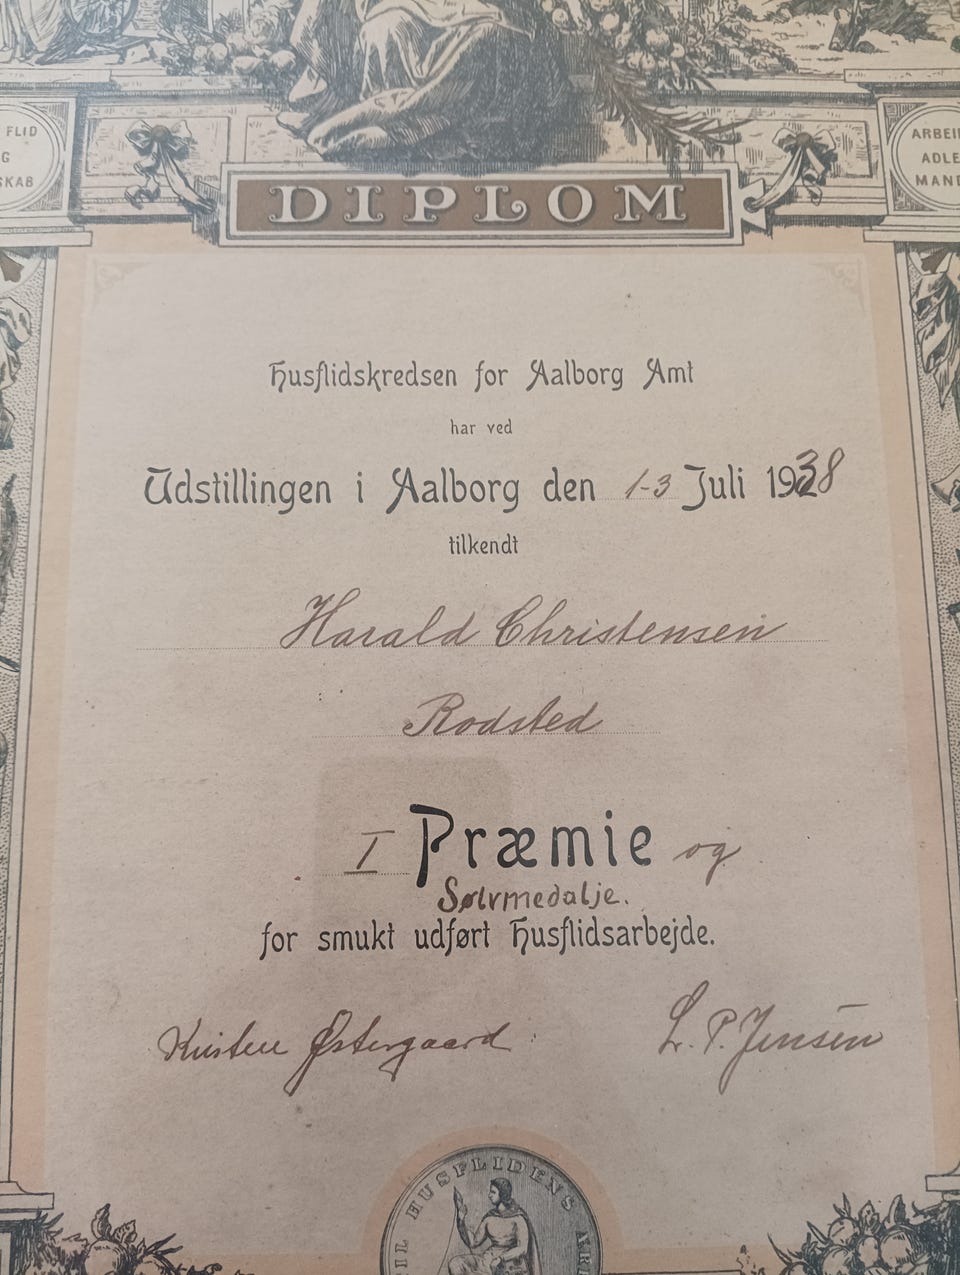 FLID
G
SKAB
DIPLOM
ARBEI
ADLE
MAND
Husflidskredsen for Aalborg Amt
har ved
Udstillingen i Aalborg den 1-3 Juli 1938
tilkendt
Harald Christensen
Rodsted
I Præmie og
Sølvmedalje.
for smukt udført Husflidsarbejde.
Kristen Østergaard L. P. Jensen
IL HUSFLIDENS